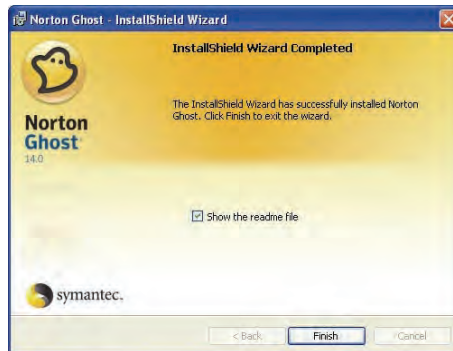 Norton Ghost - InstallShield Wizard
InstallShield Wizard Completed
The InstallShield Wizard has successfully installed Norton
Ghost. Click Finish to exit the wizard.
Norton
Ghost
14.0
Show the readme file
symantec.
< Back
Finish
Cancel